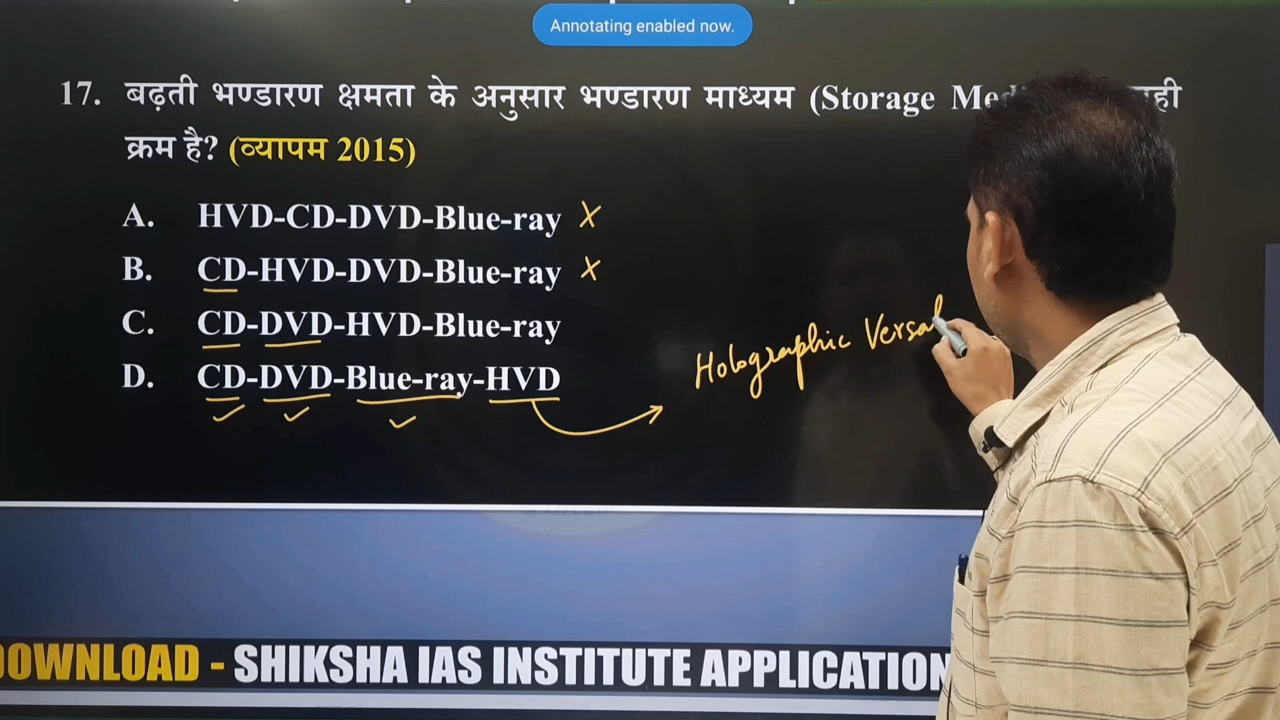 Annotating enabled now.
17. बढ़ती भण्डारण क्षमता के अनुसार भण्डारण माध्यम (Storage
क्रम है? (व्यापम 2015)
A. HVD-CD-DVD-Blue-ray X
B. CD-HVD-DVD-Blue-ray X
C. CD-DVD-HVD-Blue-ray
D. CD-DVD-Blue-ray-HVD
Holographic Versal
DOWNLOAD - SHIKSHA IAS INSTITUTE APPLICATION